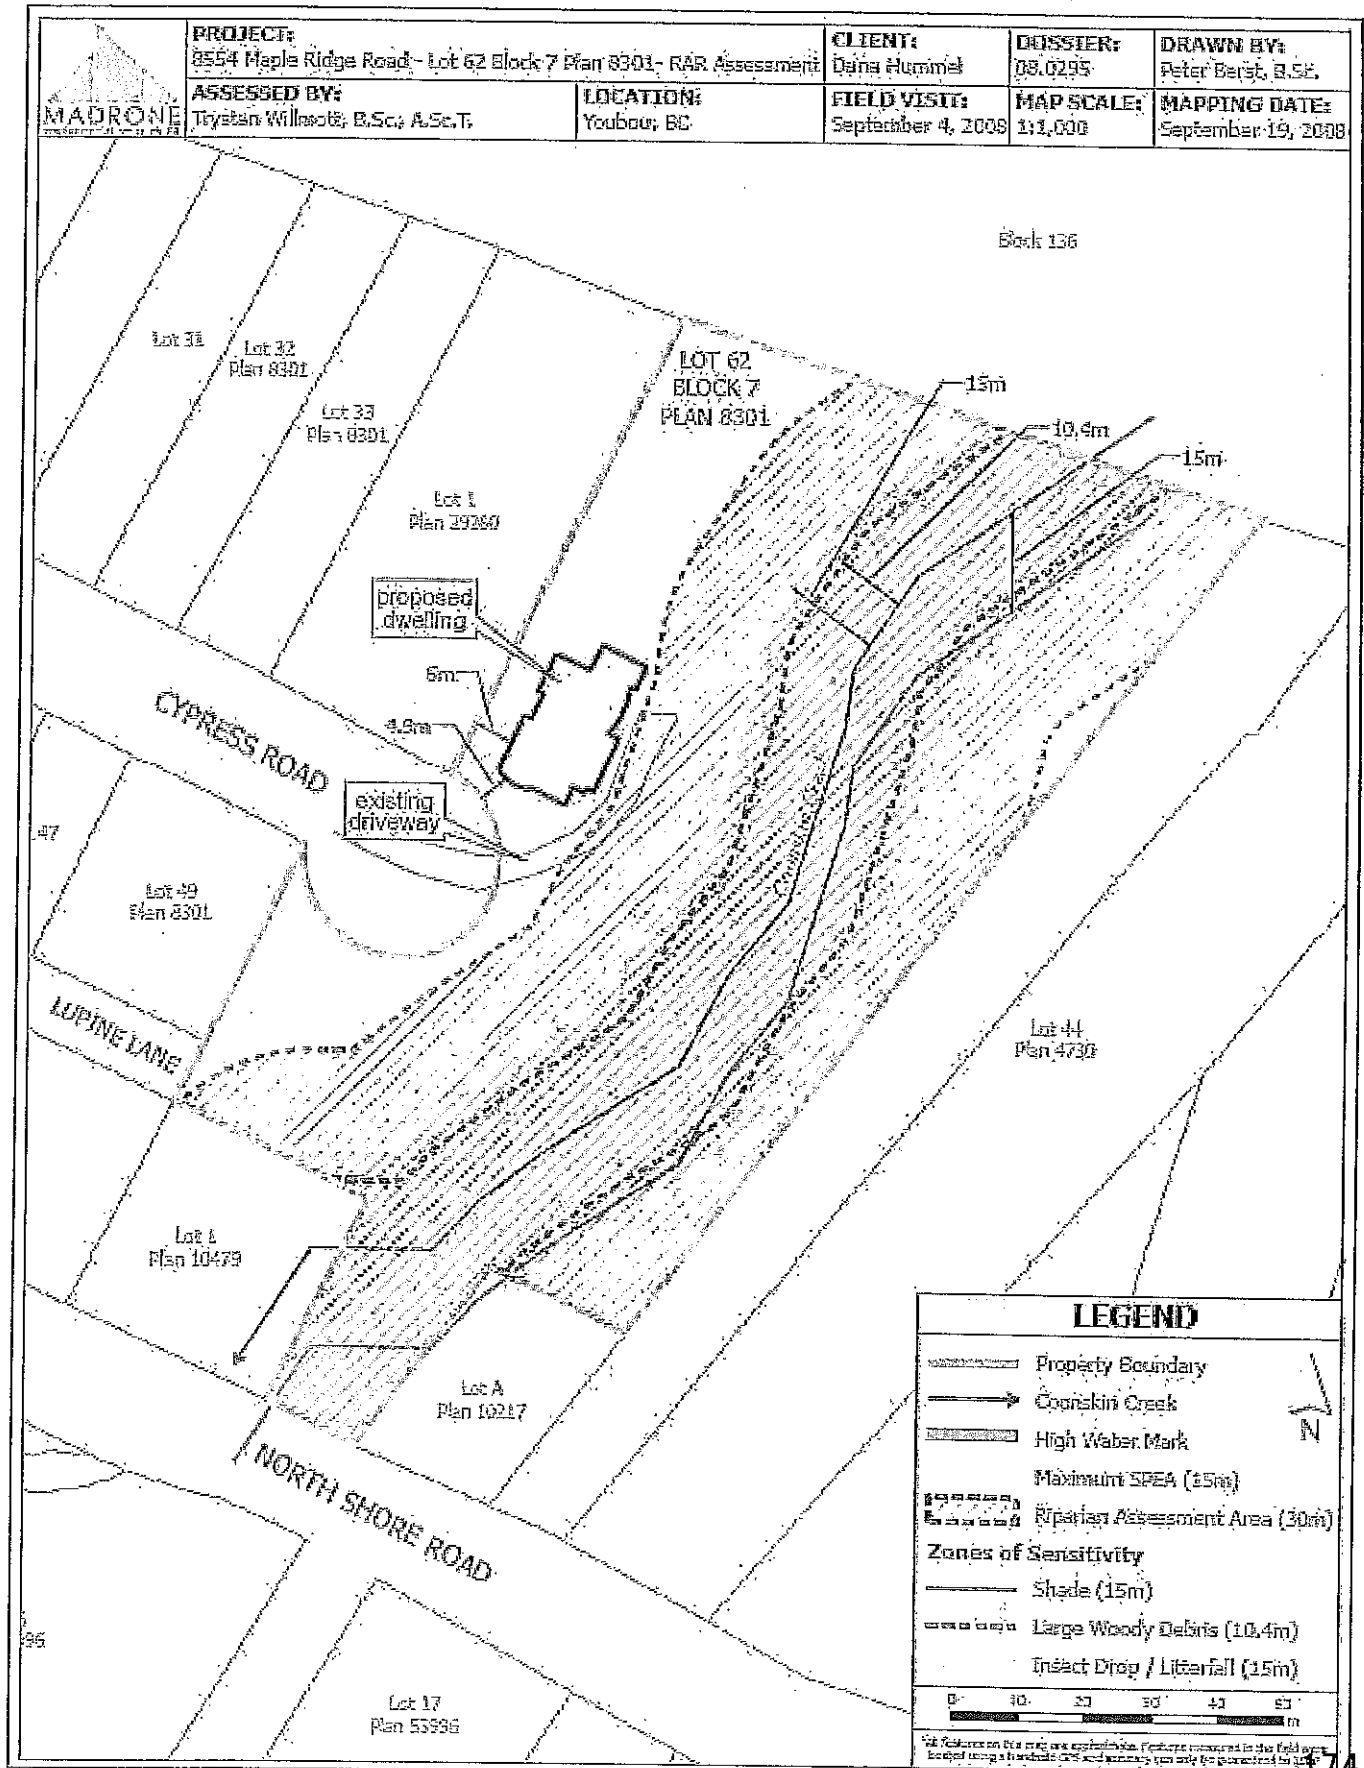 PROJECT:
8554 Maple Ridge Road - Lot 62 Block 7 Plan 8301 - RAR Assessment
CLIENT:
Dana Hummel
DOSSIER:
08.0295
DRAWN BY:
Peter Berst, B.Sc.
MADRONE
ASSESSED BY:
Trystan Willmott, B.Sc., A.Sc.T.
LOCATION:
Youbou, BC
FIELD VISIT:
September 4, 2008
MAP SCALE:
1:1,000
MAPPING DATE:
September 19, 2008
Block 136
Lot 31
Lot 32
Plan 8301
Lot 33
Plan 8301
LOT 62
BLOCK 7
PLAN 8301
15m
10.4m
15m
Lot 1
Plan 29260
proposed
dwelling
6m
4.9m
CYPRESS ROAD
existing
driveway
47
Lot 49
Plan 8301
LUPINE LANE
Lot 44
Plan 4730
Lot 1
Plan 10479
Lot A
Plan 10217
NORTH SHORE ROAD
96
Lot 17
Plan 53996
LEGEND
Property Boundary
Coonskin Creek
N
High Water Mark
Maximum SPEA (15m)
Riparian Assessment Area (30m)
Zones of Sensitivity
Shade (15m)
Large Woody Debris (10.4m)
Insect Drop / Litterfall (15m)
0 10 20 30 40 50
m
174